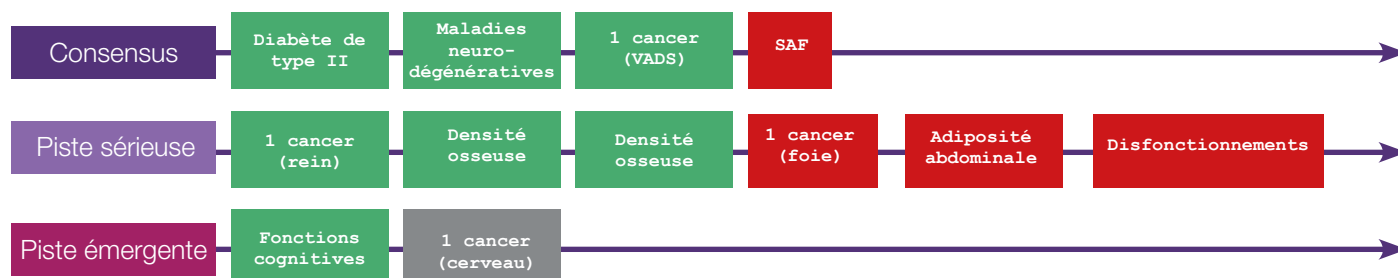 Consensus
Diabète de
type II
Maladies
neuro-
dégénératives
1 cancer
(VADS)
SAF
Piste sérieuse
1 cancer
(rein)
Densité
osseuse
Densité
osseuse
1 cancer
(foie)
Adiposité
abdominale
Disfonctionnements
Piste émergente
Fonctions
cognitives
1 cancer
(cerveau)